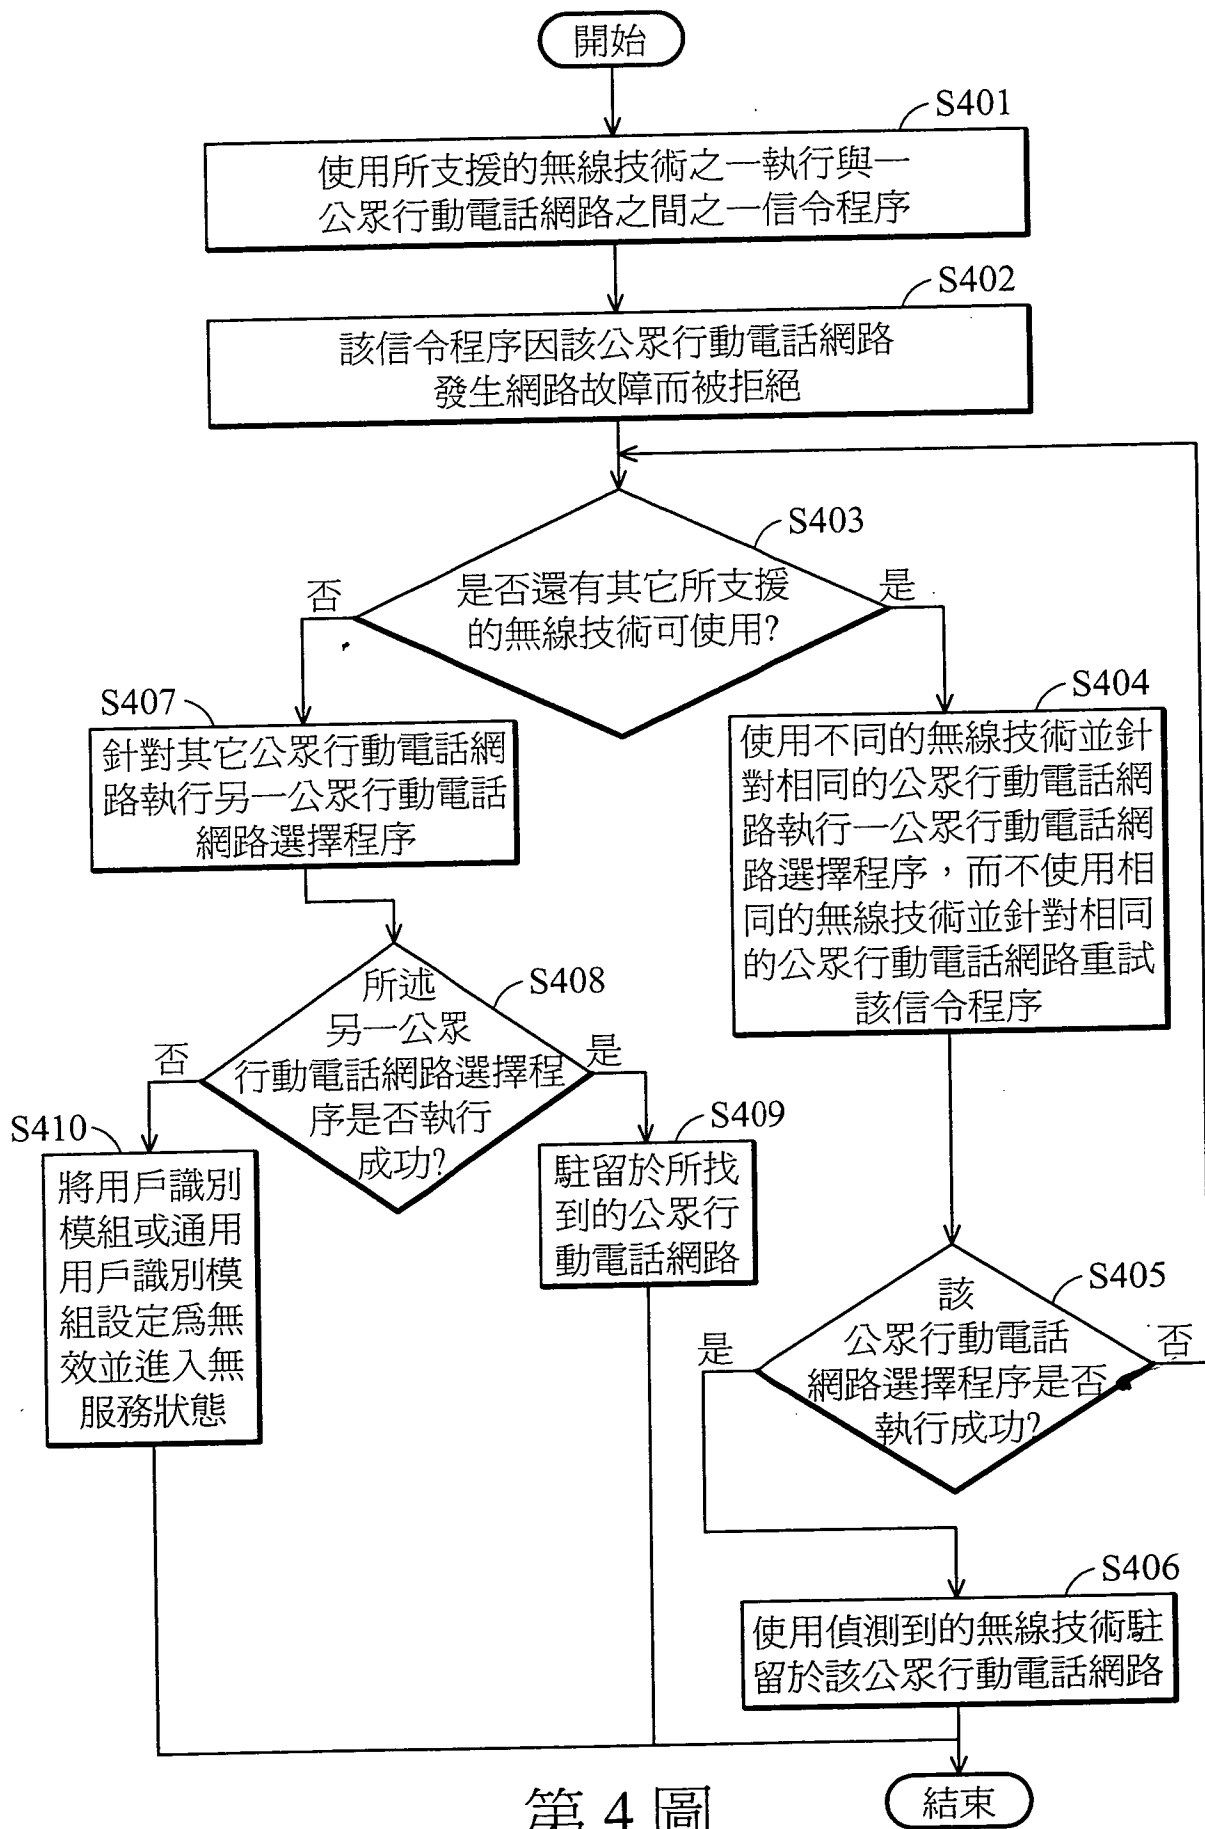 開始
S401
使用所支援的無線技術之一執行與一
公眾行動電話網路之間之一信令程序
S402
該信令程序因該公眾行動電話網路
發生網路故障而被拒絕
S403
是否還有其它所支援
的無線技術可使用?
否
是
S407
針對其它公眾行動電話網
路執行另一公眾行動電話
網路選擇程序
S404
使用不同的無線技術並針
對相同的公眾行動電話網
路執行一公眾行動電話網
路選擇程序，而不使用相
同的無線技術並針對相同
的公眾行動電話網路重試
該信令程序
S408
所述
另一公眾
行動電話網路選擇程
序是否執行
成功?
否
是
S410
將用戶識別
模組或通用
用戶識別模
組設定爲無
效並進入無
服務狀態
S409
駐留於所找
到的公眾行
動電話網路
S405
該
公眾行動電話
網路選擇程序是否
執行成功?
是
否
S406
使用偵測到的無線技術駐
留於該公眾行動電話網路
結束
第 4 圖